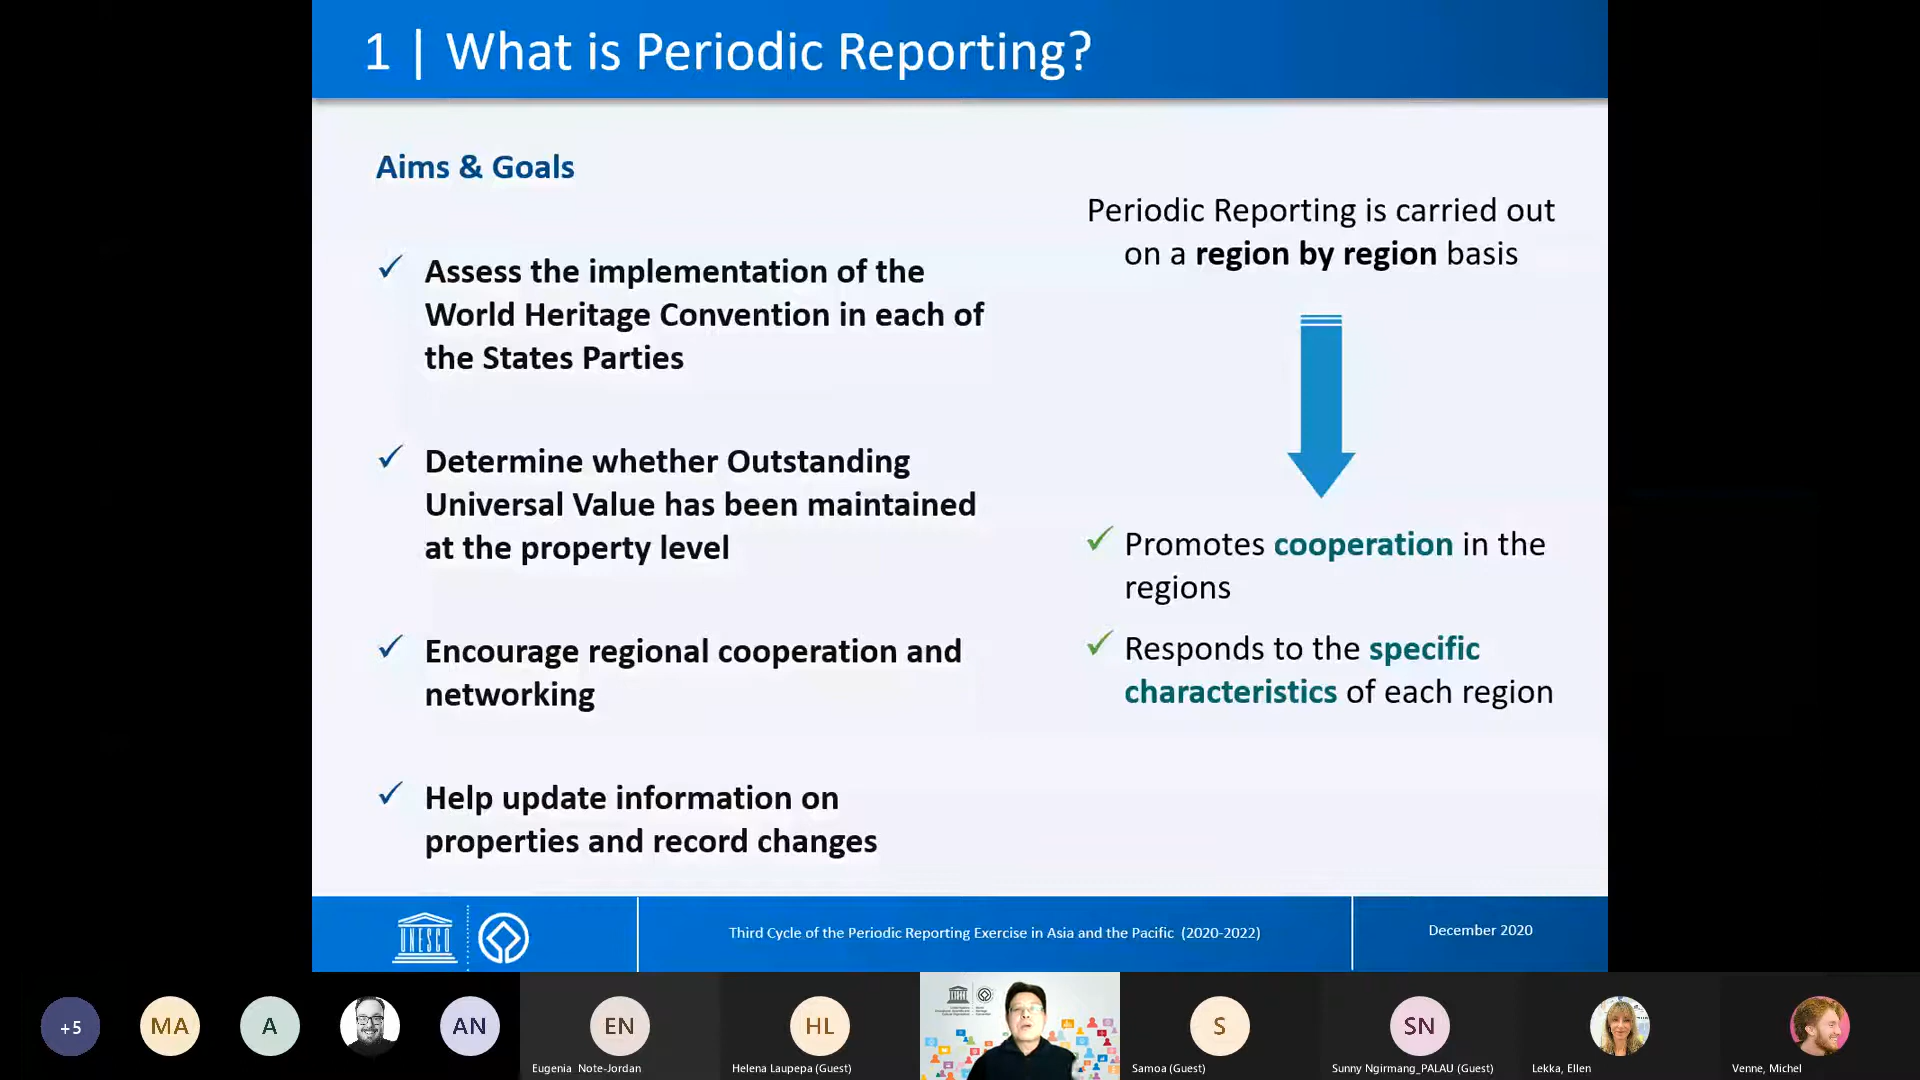 1 | What is Periodic Reporting?
Aims & Goals
Assess the implementation of the
World Heritage Convention in each of
the States Parties
Determine whether Outstanding
Universal Value has been maintained
at the property level
Encourage regional cooperation and
networking
Help update information on
properties and record changes
Periodic Reporting is carried out
on a region by region basis
Promotes cooperation in the
regions
Responds to the specific
characteristics of each region
UNESCO
Third Cycle of the Periodic Reporting Exercise in Asia and the Pacific (2020-2022)
December 2020
+5
MA
A
AN
EN
Eugenia Note-Jordan
HL
Helena Laupepa (Guest)
S
Samoa (Guest)
SN
Sunny Ngirmang_PALAU (Guest)
Lekka, Ellen
Venne, Michel